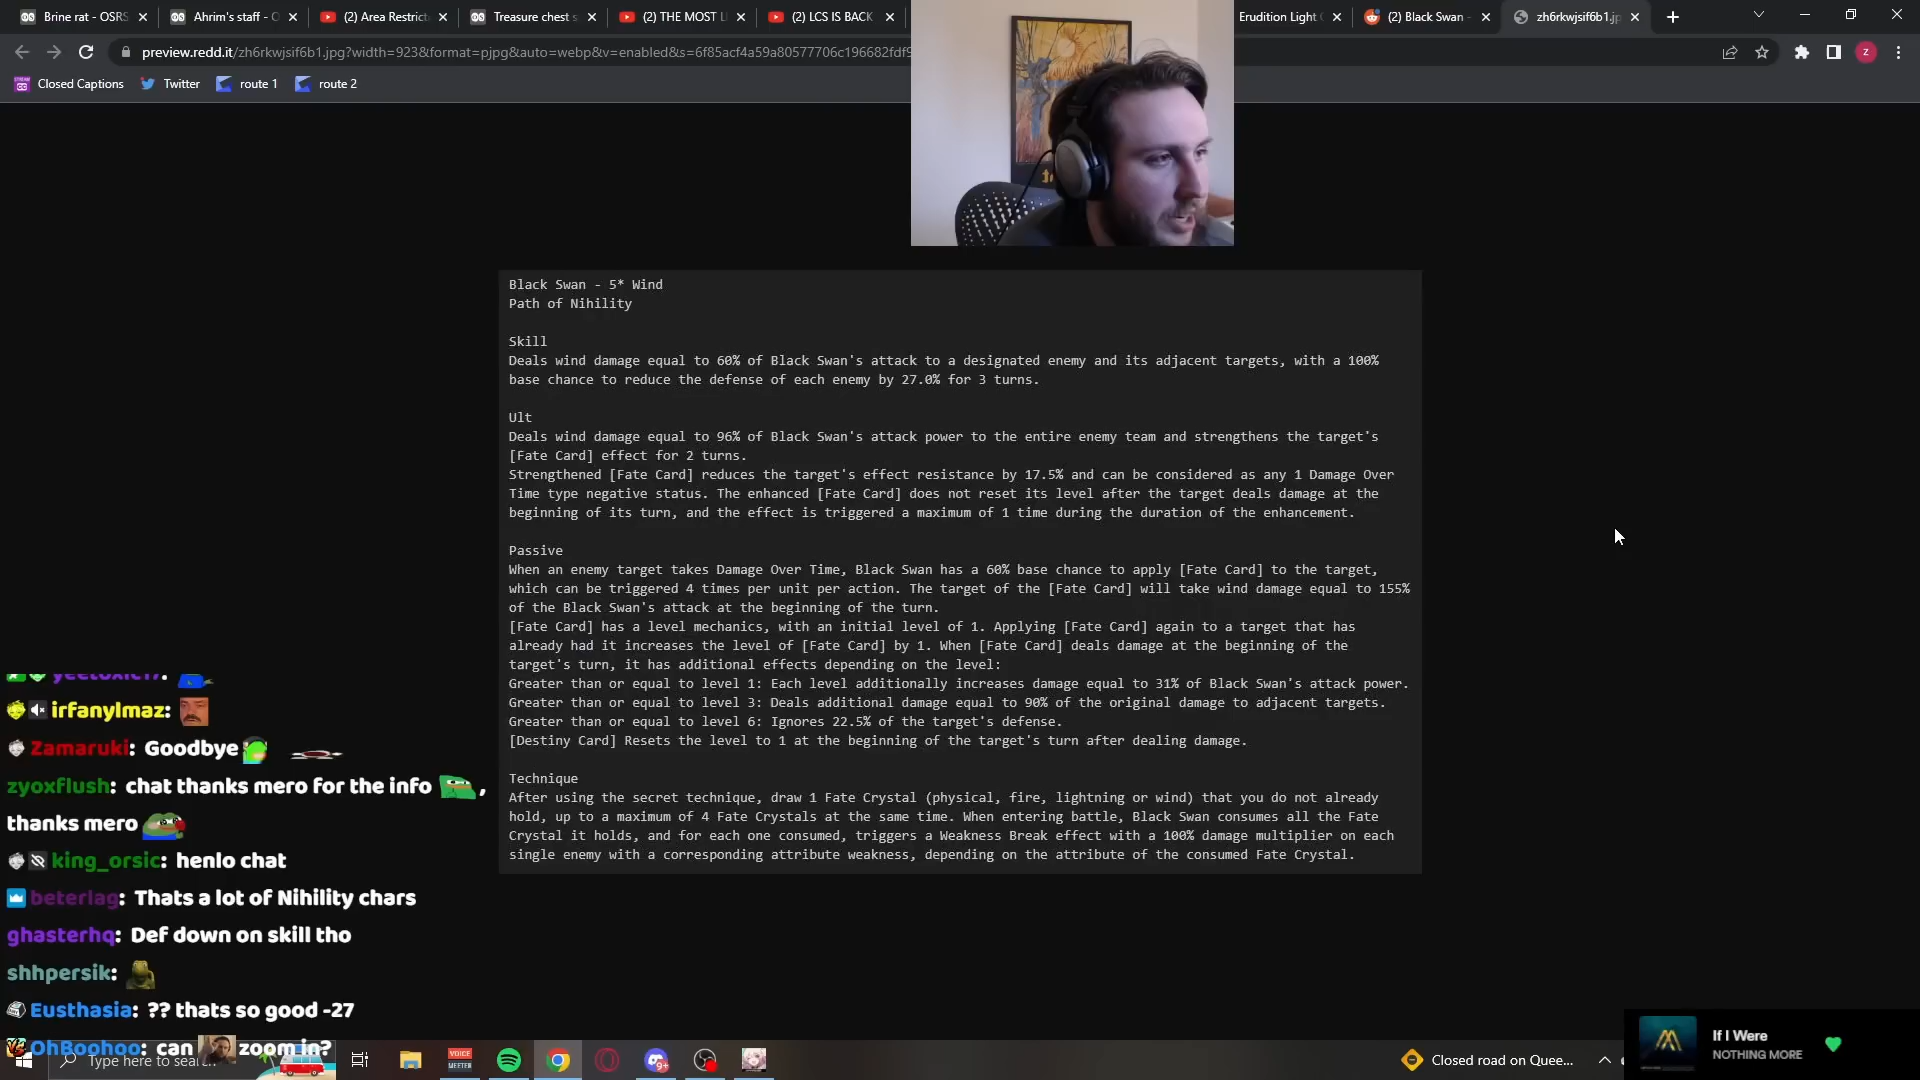 Brine rat - OSRS
Ahrim's staff - O
(2) Area Restrict
Treasure chest s
(2) THE MOST L
(2) LCS IS BACK
Erudition Light C
(2) Black Swan -
zh6rkwjsif6b1.jp
preview.redd.it/zh6rkwjsif6b1.jpg?width=923&format=pjpg&auto=webp&v=enabled&s=6f85acf4a59a80577706c196682fdf9
Z
Closed Captions
Twitter
route 1
route 2
Black Swan - 5* Wind
Path of Nihility
Skill
Deals wind damage equal to 60% of Black Swan's attack to a designated enemy and its adjacent targets, with a 100%
base chance to reduce the defense of each enemy by 27.0% for 3 turns.
Ult
Deals wind damage equal to 96% of Black Swan's attack power to the entire enemy team and strengthens the target's
[Fate Card] effect for 2 turns.
Strengthened [Fate Card] reduces the target's effect resistance by 17.5% and can be considered as any 1 Damage Over
Time type negative status. The enhanced [Fate Card] does not reset its level after the target deals damage at the
beginning of its turn, and the effect is triggered a maximum of 1 time during the duration of the enhancement.
Passive
When an enemy target takes Damage Over Time, Black Swan has a 60% base chance to apply [Fate Card] to the target,
which can be triggered 4 times per unit per action. The target of the [Fate Card] will take wind damage equal to 155%
of the Black Swan's attack at the beginning of the turn.
[Fate Card] has a level mechanics, with an initial level of 1. Applying [Fate Card] again to a target that has
already had it increases the level of [Fate Card] by 1. When [Fate Card] deals damage at the beginning of the
target's turn, it has additional effects depending on the level:
Greater than or equal to level 1: Each level additionally increases damage equal to 31% of Black Swan's attack power.
Greater than or equal to level 3: Deals additional damage equal to 90% of the original damage to adjacent targets.
Greater than or equal to level 6: Ignores 22.5% of the target's defense.
[Destiny Card] Resets the level to 1 at the beginning of the target's turn after dealing damage.
Technique
After using the secret technique, draw 1 Fate Crystal (physical, fire, lightning or wind) that you do not already
hold, up to a maximum of 4 Fate Crystals at the same time. When entering battle, Black Swan consumes all the Fate
Crystal it holds, and for each one consumed, triggers a Weakness Break effect with a 100% damage multiplier on each
single enemy with a corresponding attribute weakness, depending on the attribute of the consumed Fate Crystal.
yeetoxic17:
irfanylmaz:
Zamaruki: Goodbye
zyoxflush: chat thanks mero for the info ,
thanks mero
king_orsic: henlo chat
beterlag: Thats a lot of Nihility chars
ghasterhq: Def down on skill tho
shhpersik:
Eusthasia: ?? thats so good -27
OhBoohoo: can zoom in?
Type here to sear
VOICE
MEETER
9+
Closed road on Quee...
If I Were
NOTHING MORE